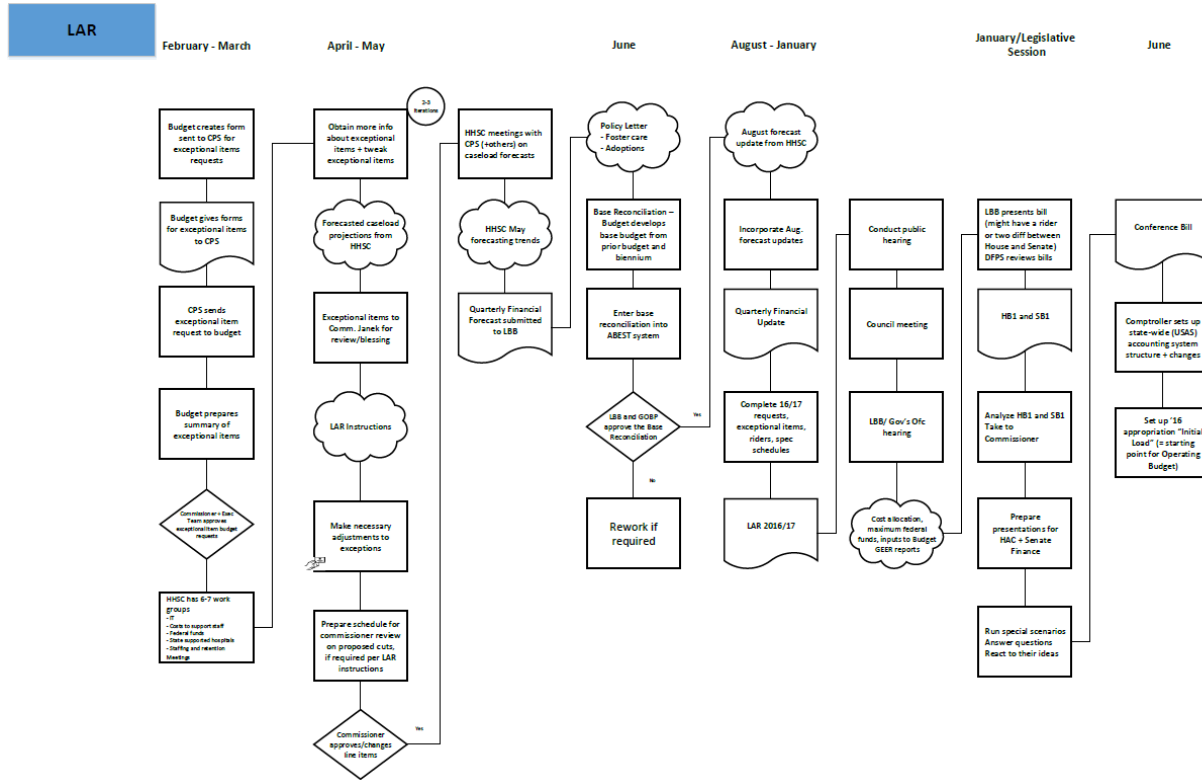 LAR
February - March
April - May
June
August - January
January/Legislative
Session
June
Budget creates form
sent to CPS for
exceptional items
requests
Budget gives forms
for exceptional items
to CPS
CPS sends
exceptional item
request to budget
Budget prepares
summary of
exceptional items
Commissioner + Exec
Team approves
exceptional item budget
requests
HHSC has 6-7 work
groups
- IT
- Costs to support staff
- Federal funds
- State supported hospitals
- Staffing and retention
Meetings
2-3
iterations
Obtain more info
about exceptional
items + tweak
exceptional items
Forecasted caseload
projections from
HHSC
Exceptional items to
Comm. Janek for
review/blessing
LAR Instructions
Make necessary
adjustments to
exceptions
Prepare schedule for
commissioner review
on proposed cuts,
if required per LAR
instructions
Commissioner
approves/changes
line items
Yes
HHSC meetings with
CPS (+others) on
caseload forecasts
HHSC May
forecasting trends
Quarterly Financial
Forecast submitted
to LBB
Policy Letter
- Foster care
- Adoptions
Base Reconciliation –
Budget develops
base budget from
prior budget and
biennium
Enter base
reconciliation into
ABEST system
LBB and GOBP
approve the Base
Reconciliation
Yes
No
Rework if
required
August forecast
update from HHSC
Incorporate Aug.
forecast updates
Quarterly Financial
Update
Complete 16/17
requests,
exceptional items,
riders, spec
schedules
LAR 2016/17
Conduct public
hearing
Council meeting
LBB/ Gov's Ofc
hearing
Cost allocation,
maximum federal
funds, inputs to Budget
GEER reports
LBB presents bill
(might have a rider
or two diff between
House and Senate)
DFPS reviews bills
HB1 and SB1
Analyze HB1 and SB1
Take to
Commissioner
Prepare
presentations for
HAC + Senate
Finance
Run special scenarios
Answer questions
React to their ideas
Conference Bill
Comptroller sets up
state-wide (USAS)
accounting system
structure + changes
Set up '16
appropriation "Initial
Load" (= starting
point for Operating
Budget)